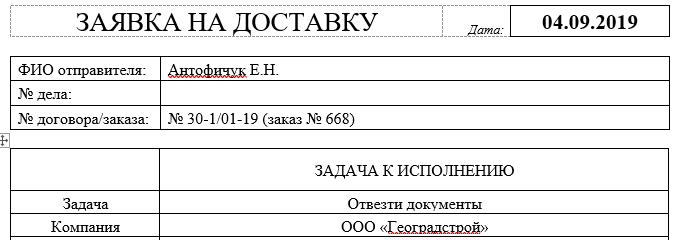 ЗАЯВКА НА ДОСТАВКУ Дата: 04.09.2019
ФИО отправителя: Антофичук Е.Н.
№ дела:
№ договора/заказа: № 30-1/01-19 (заказ № 668)
ЗАДАЧА К ИСПОЛНЕНИЮ
Задача Отвезти документы
Компания ООО «Геоградстрой»